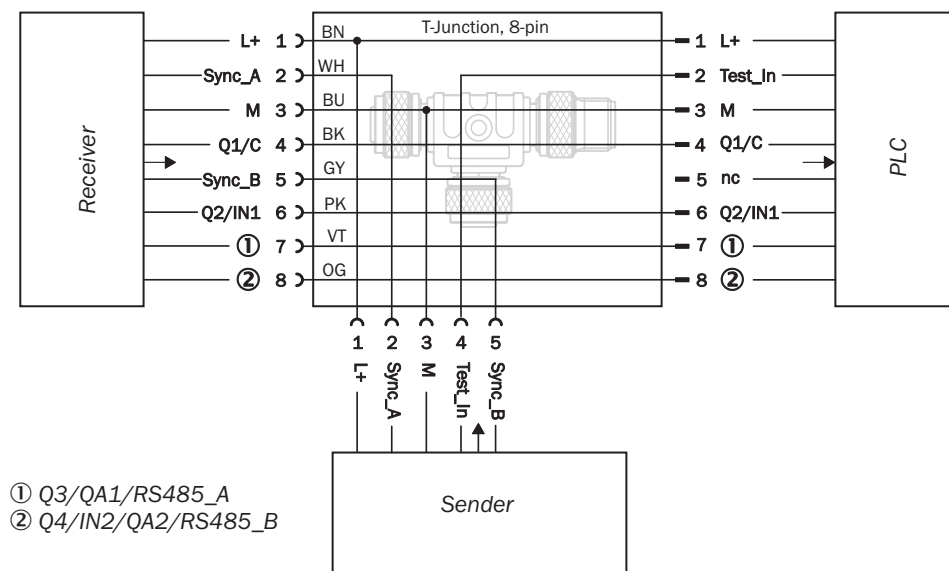 T-Junction, 8-pin
Receiver
PLC
L+ 1 BN 1 L+
Sync_A 2 WH 2 Test_In
M 3 BU 3 M
Q1/C 4 BK 4 Q1/C
Sync_B 5 GY 5 nc
Q2/IN1 6 PK 6 Q2/IN1
① 7 VT 7 ①
② 8 OG 8 ②
1 2 3 4 5
L+ Sync_A M Test_In Sync_B
Sender
① Q3/QA1/RS485_A
② Q4/IN2/QA2/RS485_B